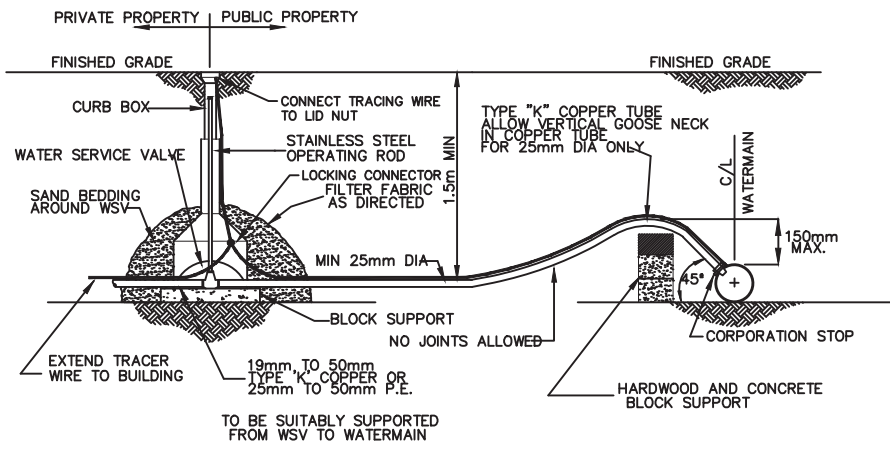 PRIVATE PROPERTY
PUBLIC PROPERTY
FINISHED GRADE
FINISHED GRADE
CURB BOX
CONNECT TRACING WIRE
TO LID NUT
STAINLESS STEEL
OPERATING ROD
WATER SERVICE VALVE
LOCKING CONNECTOR
FILTER FABRIC
AS DIRECTED
SAND BEDDING
AROUND WSV
1.5m MIN
TYPE "K" COPPER TUBE
ALLOW VERTICAL GOOSE NECK
IN COPPER TUBE
FOR 25mm DIA ONLY
C/L
WATERMAIN
150mm
MAX.
MIN 25mm DIA
45°
BLOCK SUPPORT
NO JOINTS ALLOWED
CORPORATION STOP
EXTEND TRACER
WIRE TO BUILDING
19mm TO 50mm
TYPE 'K' COPPER OR
25mm TO 50mm P.E.
HARDWOOD AND CONCRETE
BLOCK SUPPORT
TO BE SUITABLY SUPPORTED
FROM WSV TO WATERMAIN